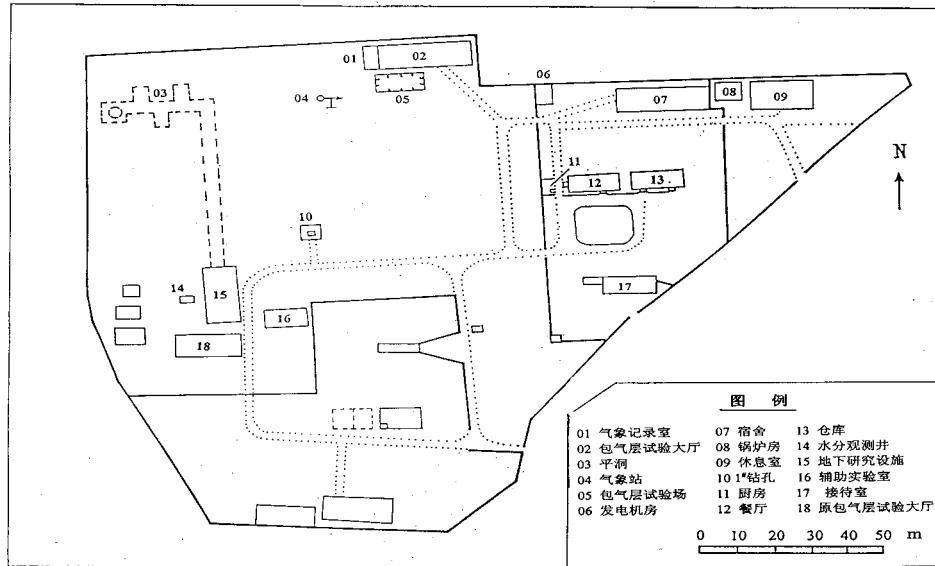 01
02
03
04
05
06
07
08
09
10
11
12
13
14
15
16
17
18
N
图 例
01 气象记录室 07 宿舍 13 仓库
02 包气层试验大厅 08 锅炉房 14 水分观测井
03 平洞 09 休息室 15 地下研究设施
04 气象站 10 1#钻孔 16 辅助实验室
05 包气层试验场 11 厨房 17 接待室
06 发电机房 12 餐厅 18 原包气层试验大厅
0 10 20 30 40 50 m